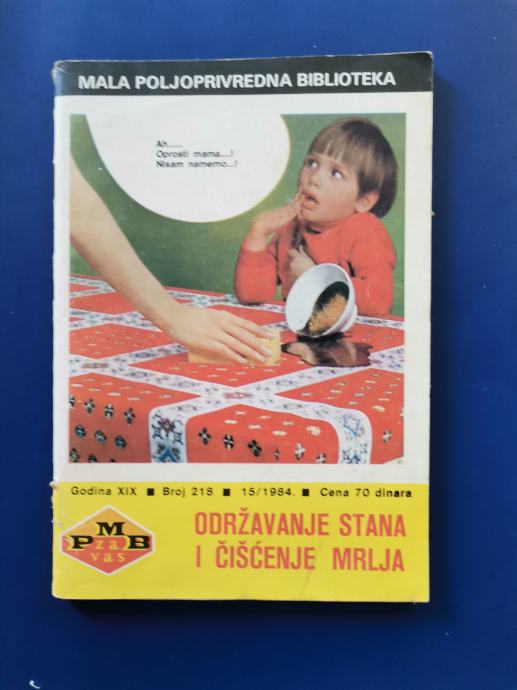 MALA POLJOPRIVREDNA BIBLIOTEKA
Ah.....
Oprosti mama....!
Nisam namerno...!
Godina XIX ■ Broj 218 ■ 15/1984. ■ Cena 70 dinara
PMB
za
vas
ODRŽAVANJE STANA
I ČIŠĆENJE MRLJA